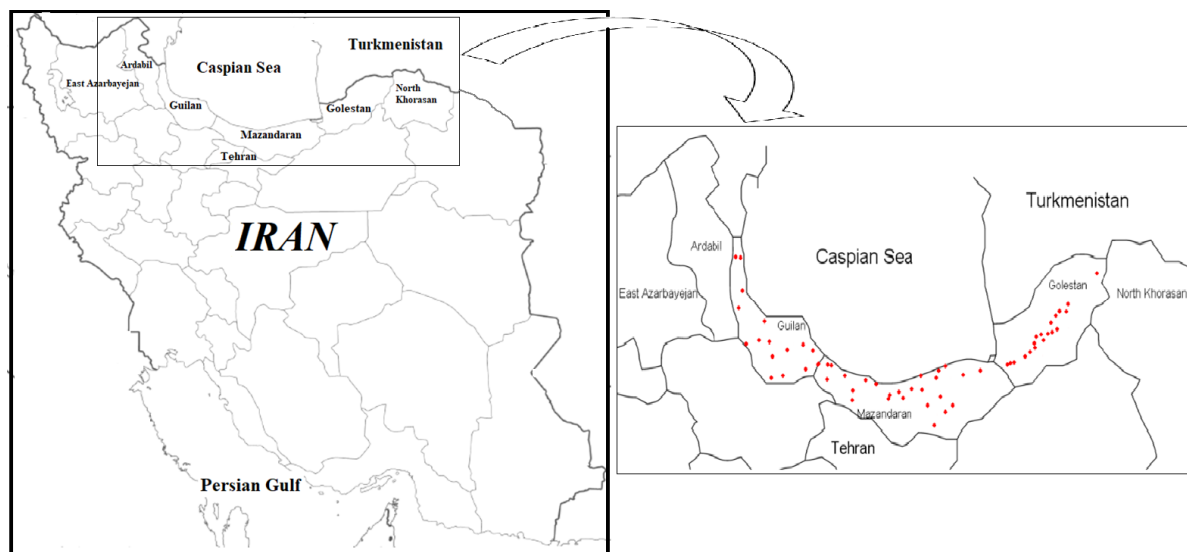 Turkmenistan
Caspian Sea
Ardabil
East Azarbayejan
North
Khorasan
Guilan
Golestan
Mazandaran
Tehran
IRAN
Persian Gulf
Turkmenistan
Ardabil
Caspian Sea
East Azarbayejan
Golestan
North Khorasan
Guilan
Mazandaran
Tehran